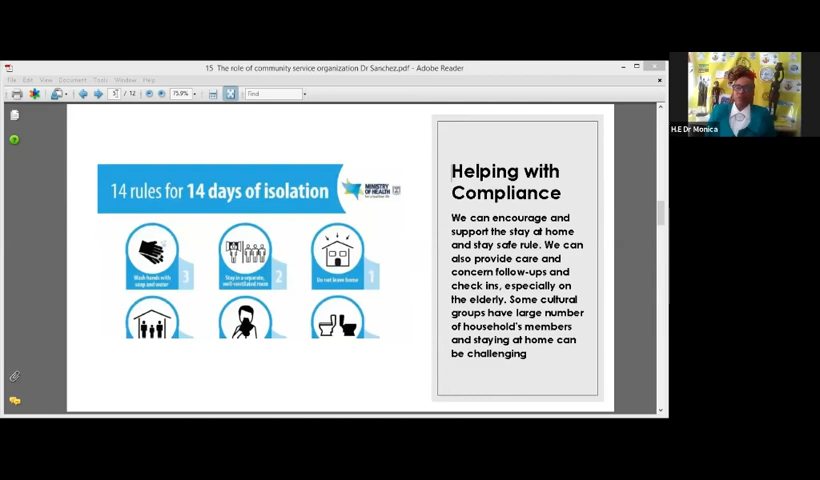 15 The role of community service organization Dr Sanchez.pdf - Adobe Reader
File Edit View Document Tools Window Help
5 / 12
75.9%
Find
14 rules for 14 days of isolation
MINISTRY
OF HEALTH
Wash hands with
soap and water
3
Stay in a separate,
well-ventilated room
2
Do not leave home
1
Helping with
Compliance
We can encourage and
support the stay at home
and stay safe rule. We can
also provide care and
concern follow-ups and
check ins, especially on
the elderly. Some cultural
groups have large number
of household's members
and staying at home can
be challenging
H.E Dr Monica